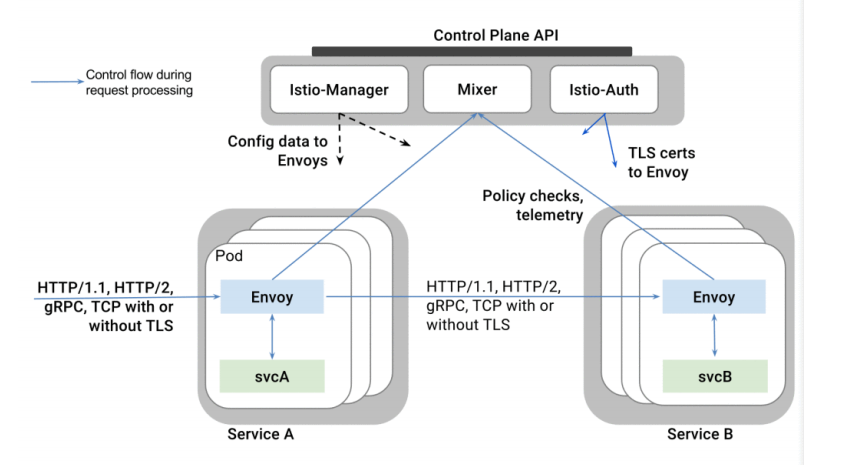 Control Plane API
Control flow during
request processing
Istio-Manager
Mixer
Istio-Auth
Config data to
Envoys
TLS certs
to Envoy
Policy checks,
telemetry
Pod
HTTP/1.1, HTTP/2,
gRPC, TCP with or
without TLS
Envoy
HTTP/1.1, HTTP/2,
gRPC, TCP with or
without TLS
Envoy
svcA
svcB
Service A
Service B